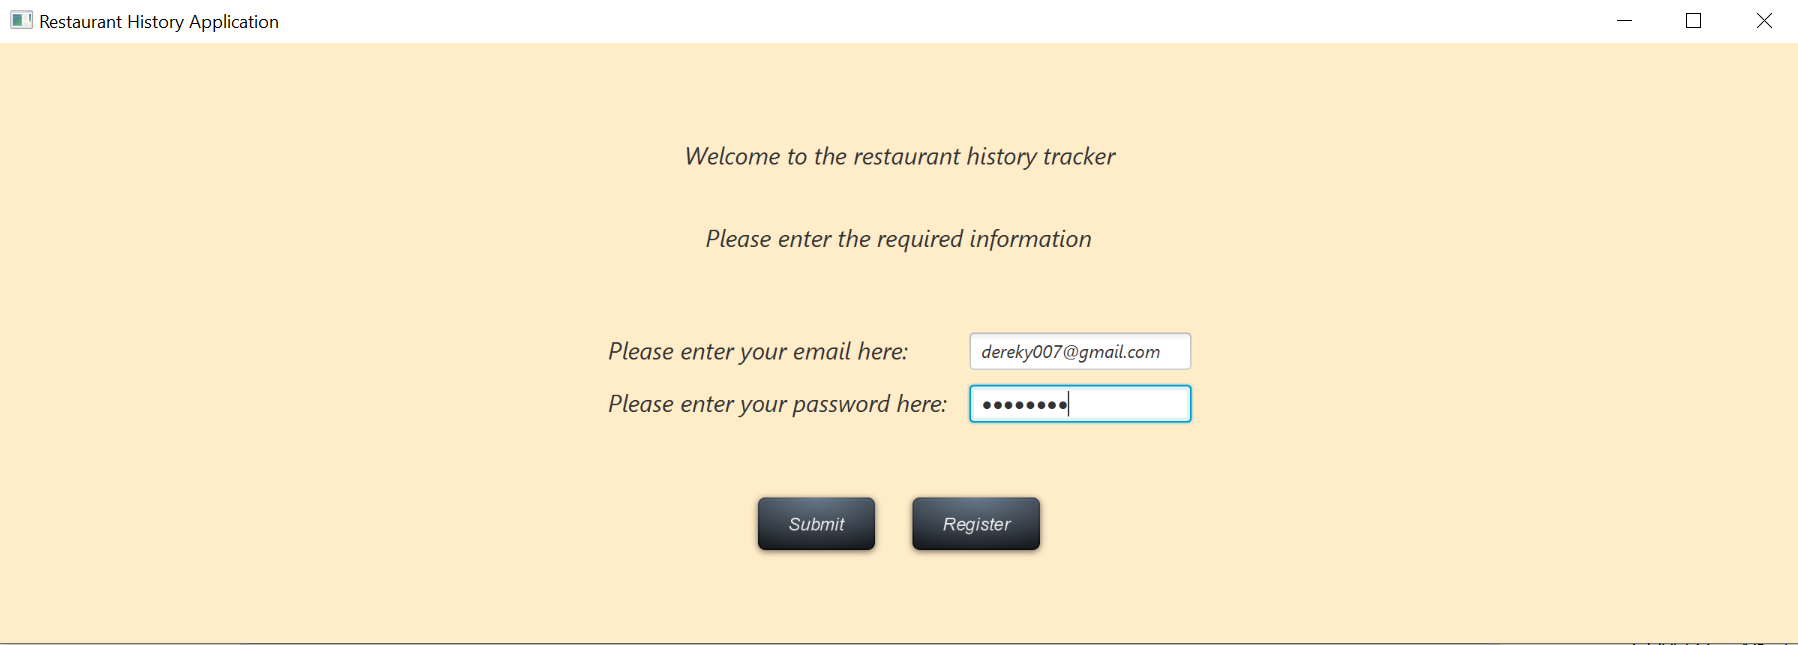 Restaurant History Application
Welcome to the restaurant history tracker
Please enter the required information
Please enter your email here: dereky007@gmail.com
Please enter your password here: ●●●●●●●●
Submit Register